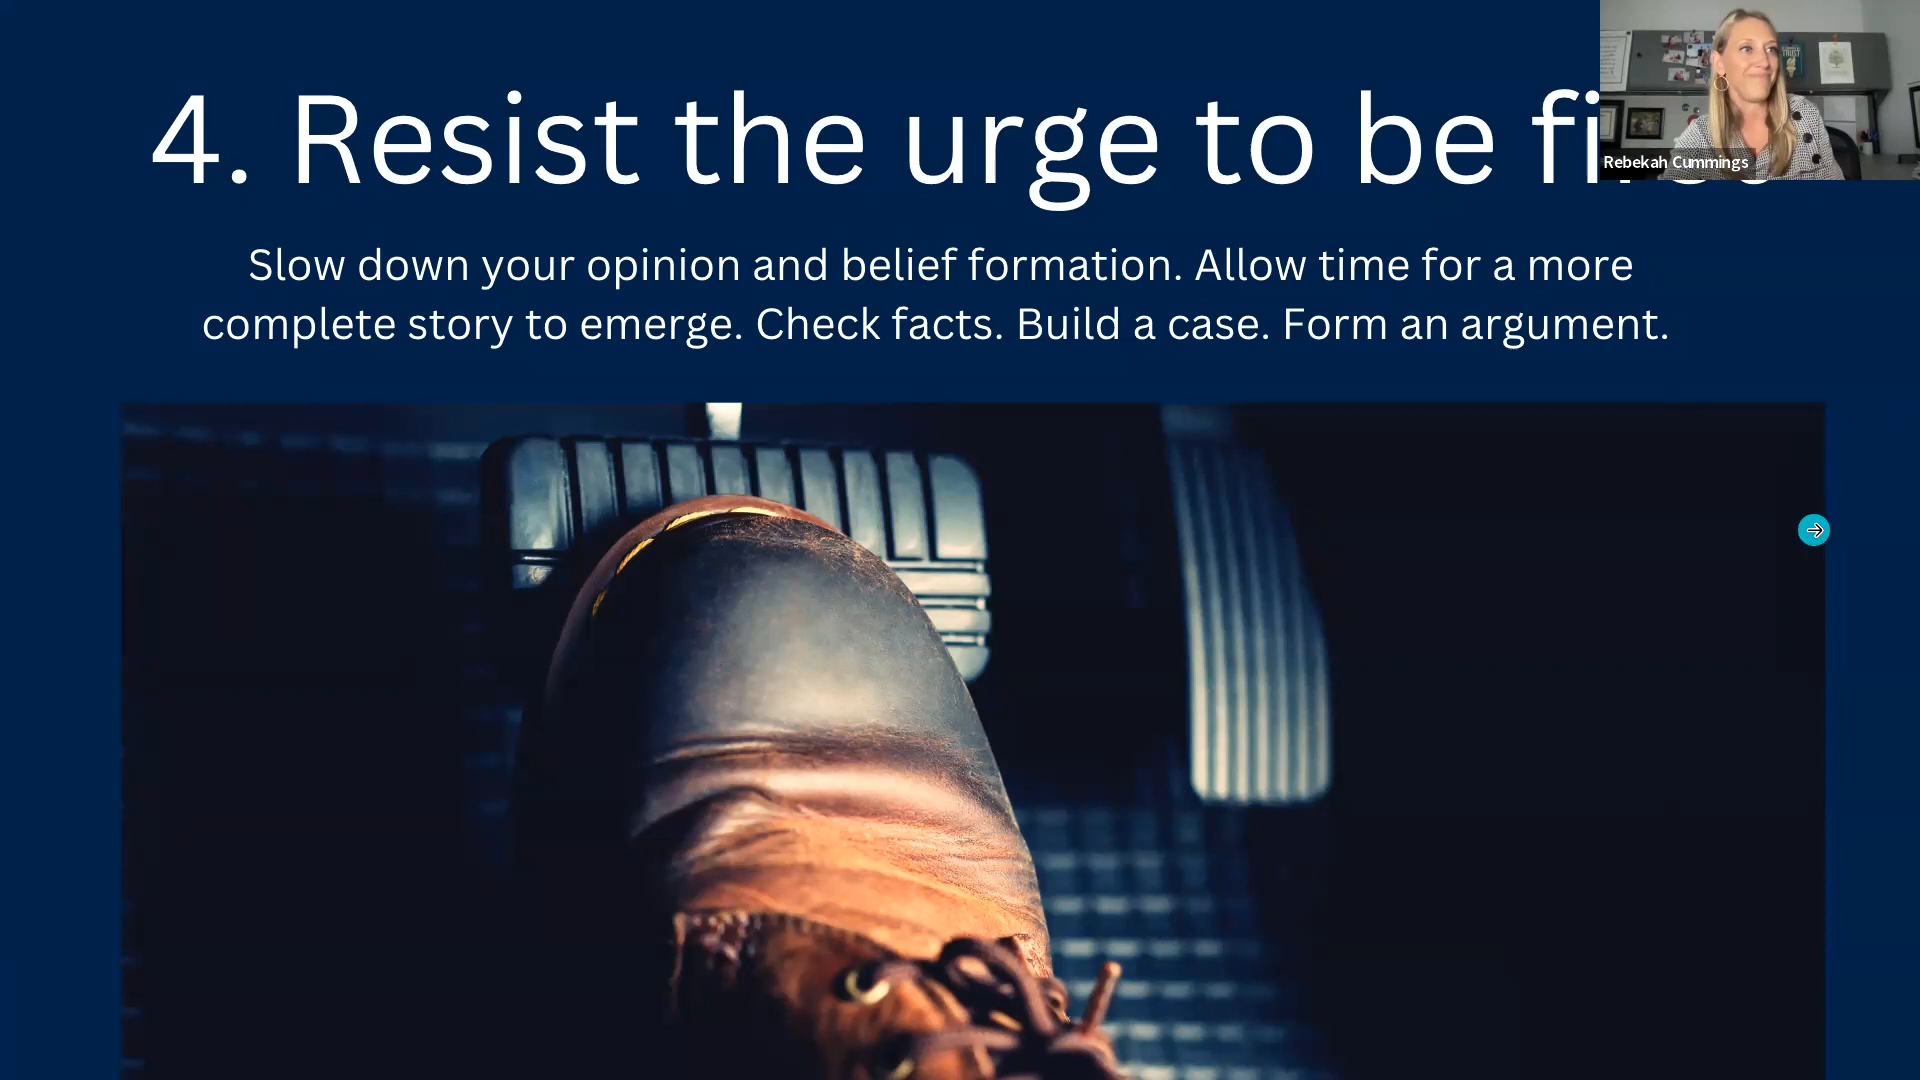 4. Resist the urge to be
Rebekah Cummings
Slow down your opinion and belief formation. Allow time for a more
complete story to emerge. Check facts. Build a case. Form an argument.
TRUST